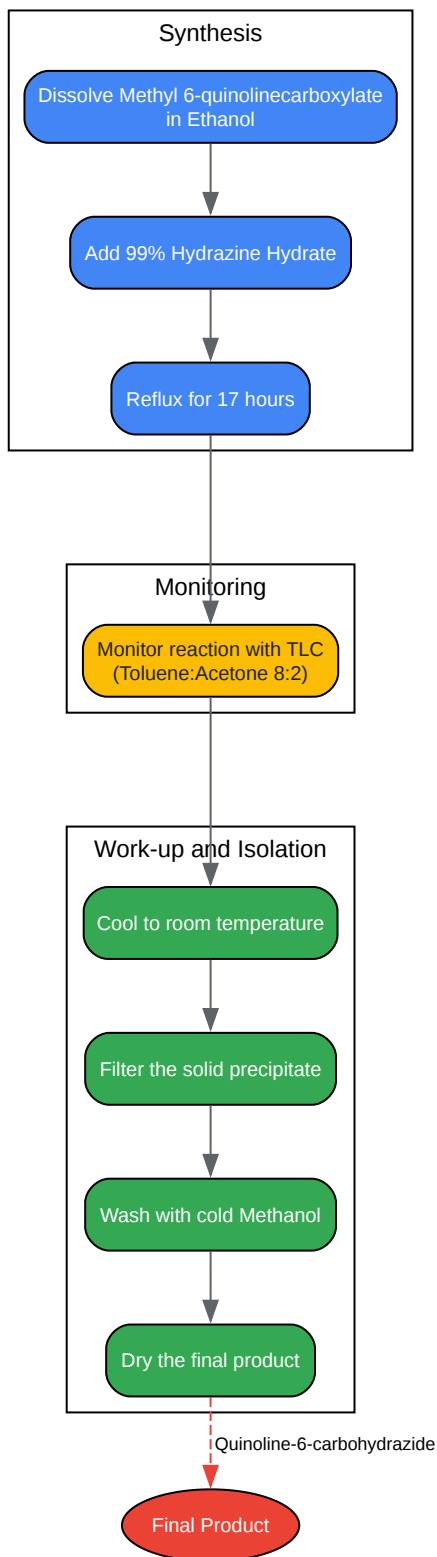 Synthesis
Dissolve Methyl 6-quinolinecarboxylate
in Ethanol
Add 99% Hydrazine Hydrate
Reflux for 17 hours
Monitoring
Monitor reaction with TLC
(Toluene:Acetone 8:2)
Work-up and Isolation
Cool to room temperature
Filter the solid precipitate
Wash with cold Methanol
Dry the final product
Quinoline-6-carbohydrazide
Final Product